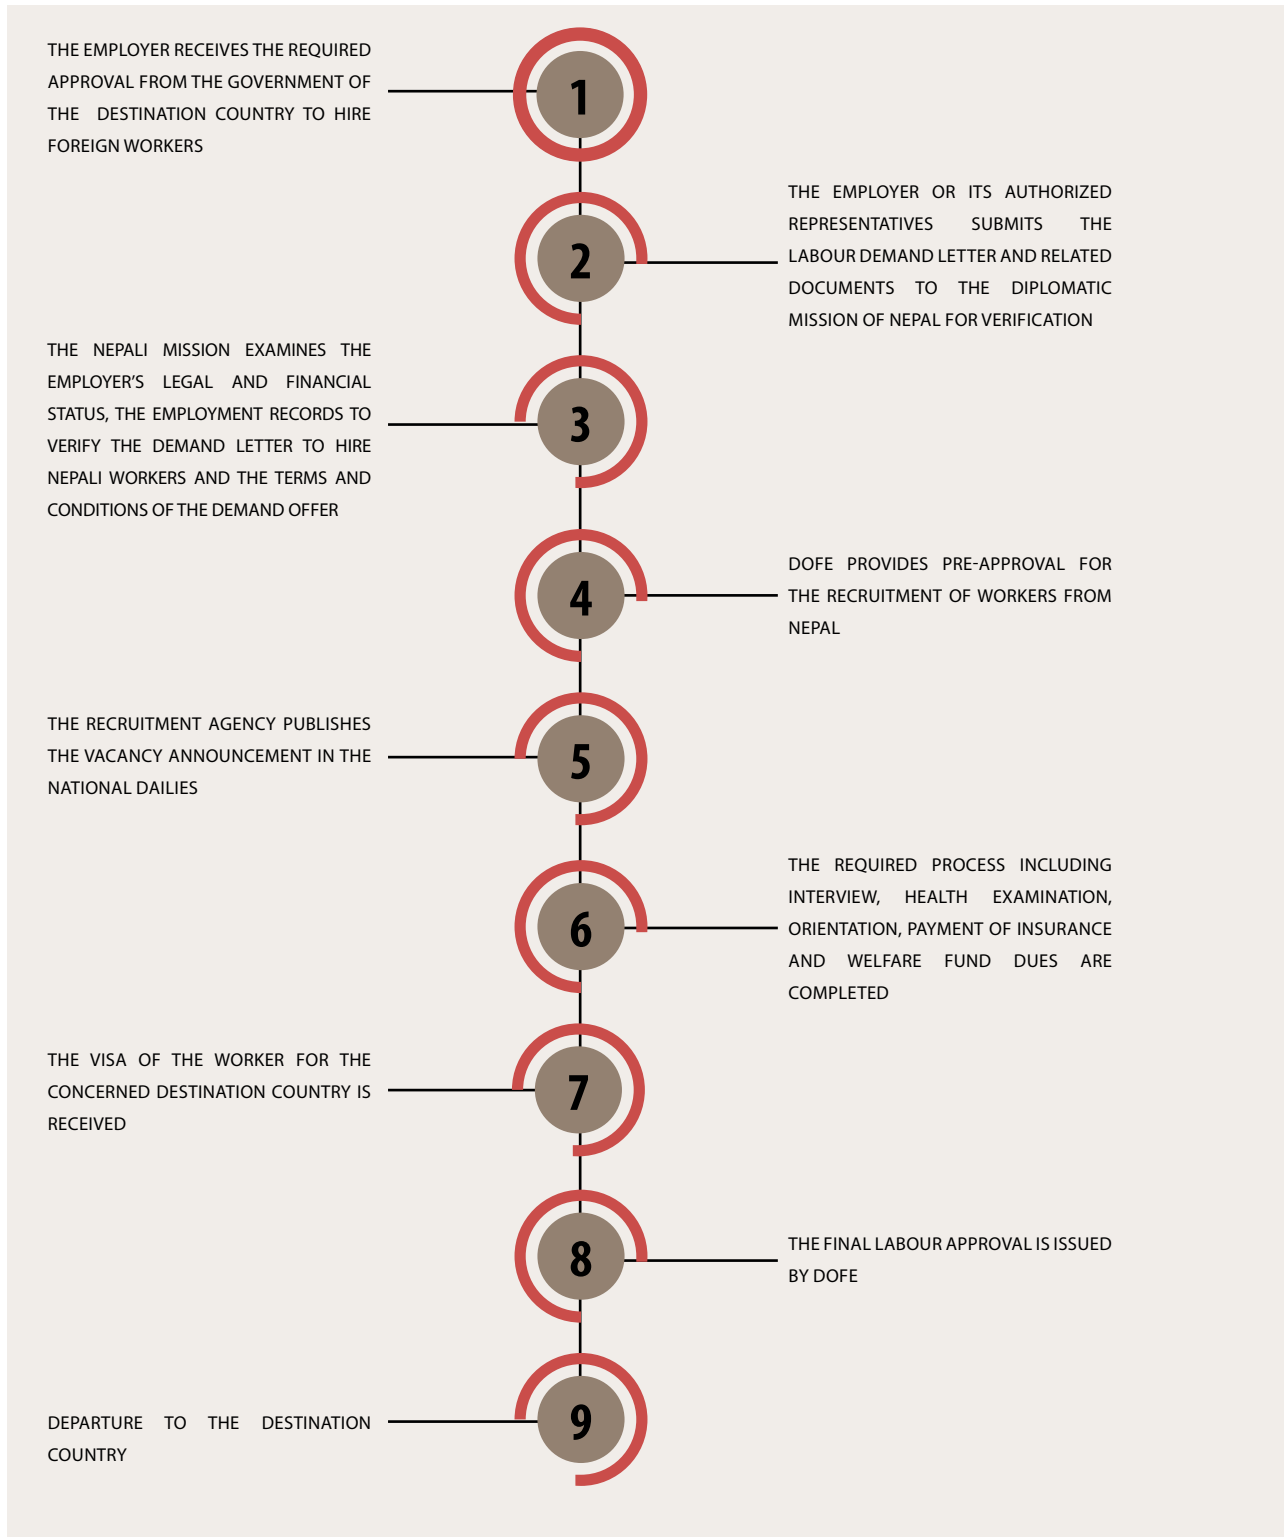 THE EMPLOYER RECEIVES THE REQUIRED
APPROVAL FROM THE GOVERNMENT OF
THE DESTINATION COUNTRY TO HIRE
FOREIGN WORKERS
1
2
THE EMPLOYER OR ITS AUTHORIZED
REPRESENTATIVES SUBMITS THE
LABOUR DEMAND LETTER AND RELATED
DOCUMENTS TO THE DIPLOMATIC
MISSION OF NEPAL FOR VERIFICATION
THE NEPALI MISSION EXAMINES THE
EMPLOYER'S LEGAL AND FINANCIAL
STATUS, THE EMPLOYMENT RECORDS TO
VERIFY THE DEMAND LETTER TO HIRE
NEPALI WORKERS AND THE TERMS AND
CONDITIONS OF THE DEMAND OFFER
3
4
DOFE PROVIDES PRE-APPROVAL FOR
THE RECRUITMENT OF WORKERS FROM
NEPAL
THE RECRUITMENT AGENCY PUBLISHES
THE VACANCY ANNOUNCEMENT IN THE
NATIONAL DAILIES
5
6
THE REQUIRED PROCESS INCLUDING
INTERVIEW, HEALTH EXAMINATION,
ORIENTATION, PAYMENT OF INSURANCE
AND WELFARE FUND DUES ARE
COMPLETED
THE VISA OF THE WORKER FOR THE
CONCERNED DESTINATION COUNTRY IS
RECEIVED
7
8
THE FINAL LABOUR APPROVAL IS ISSUED
BY DOFE
DEPARTURE TO THE DESTINATION
COUNTRY
9